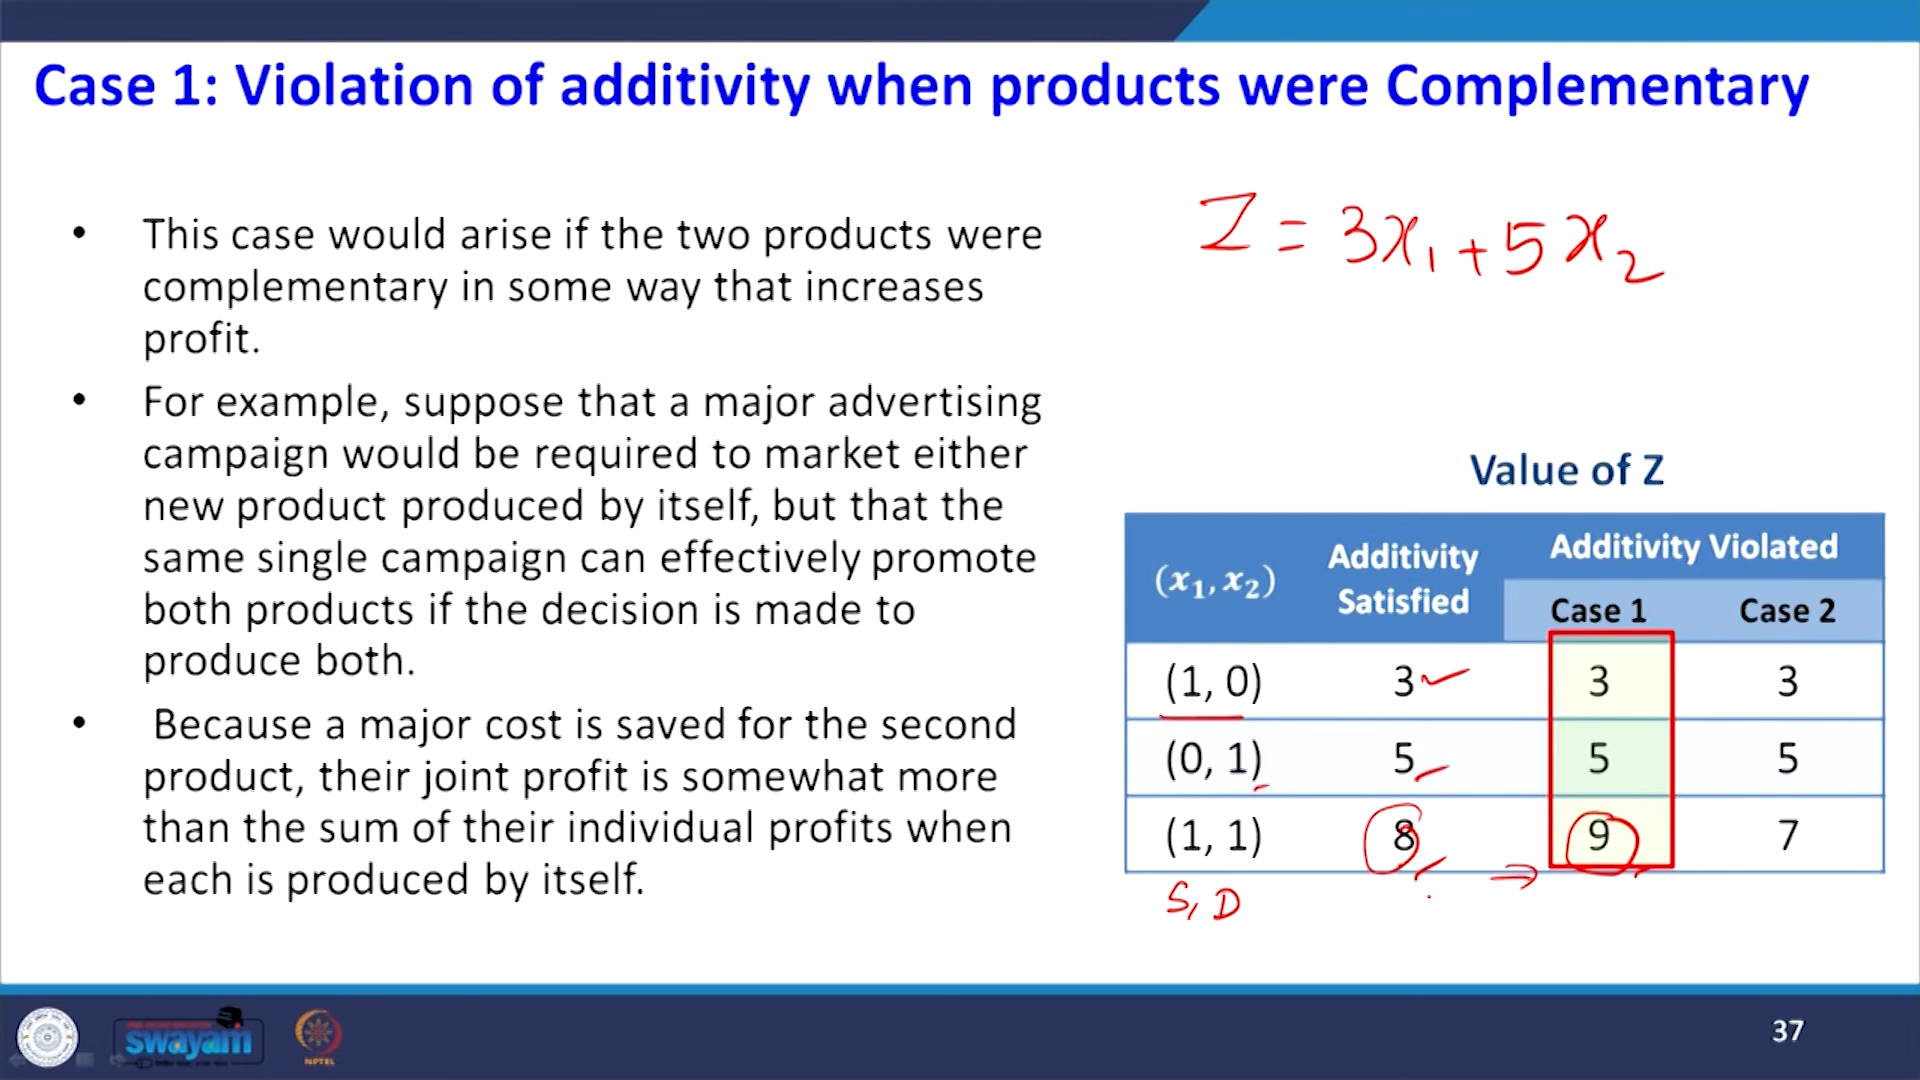 Case 1: Violation of additivity when products were Complementary
• This case would arise if the two products were
complementary in some way that increases
profit.
• For example, suppose that a major advertising
campaign would be required to market either
new product produced by itself, but that the
same single campaign can effectively promote
both products if the decision is made to
produce both.
• Because a major cost is saved for the second
product, their joint profit is somewhat more
than the sum of their individual profits when
each is produced by itself.
Z = 3x₁ + 5x₂
Value of Z
(x₁, x₂) Additivity Satisfied Additivity Violated
Case 1 Case 2
(1, 0) 3 3 3
(0, 1) 5 5 5
(1, 1) 8 9 7
S, D
swayam
NPTEL
37